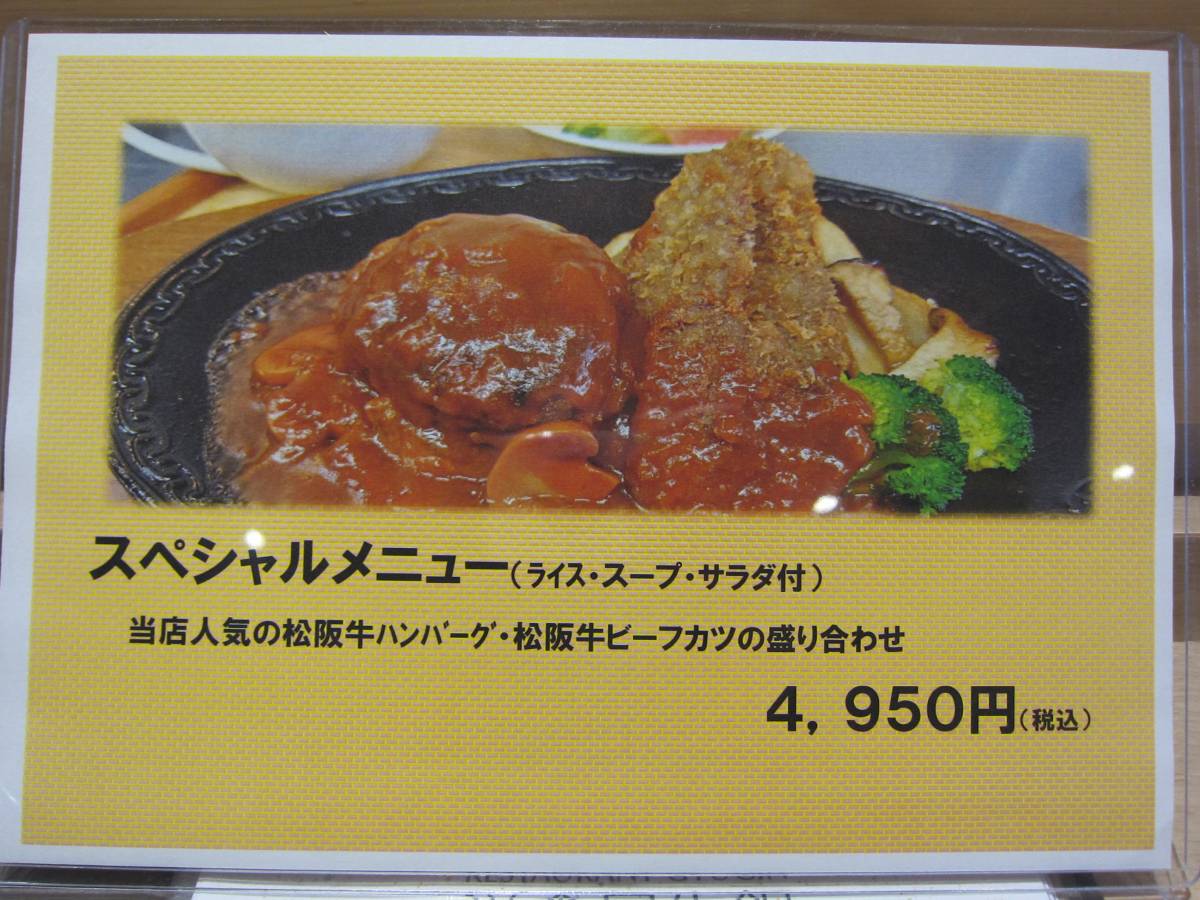 スペシャルメニュー(ライス・スープ・サラダ付)
当店人気の松阪牛ﾊﾝﾊﾞｰｸﾞ・松阪牛ビーフカツの盛り合わせ
4,950円(税込)